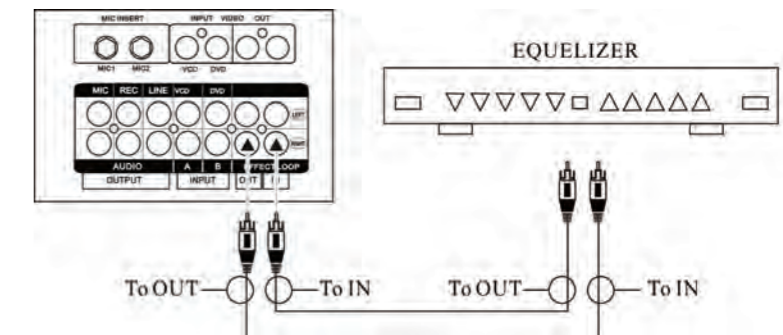 MIC INSERT INPUT VIDEO OUT
MIC1 MIC2 VCD DVD
MIC REC LINE VCD DVD
LEFT
RIGHT
AUDIO A B EFFECT LOOP
OUTPUT INPUT OUT IN
EQUELIZER
To OUT To IN To OUT To IN